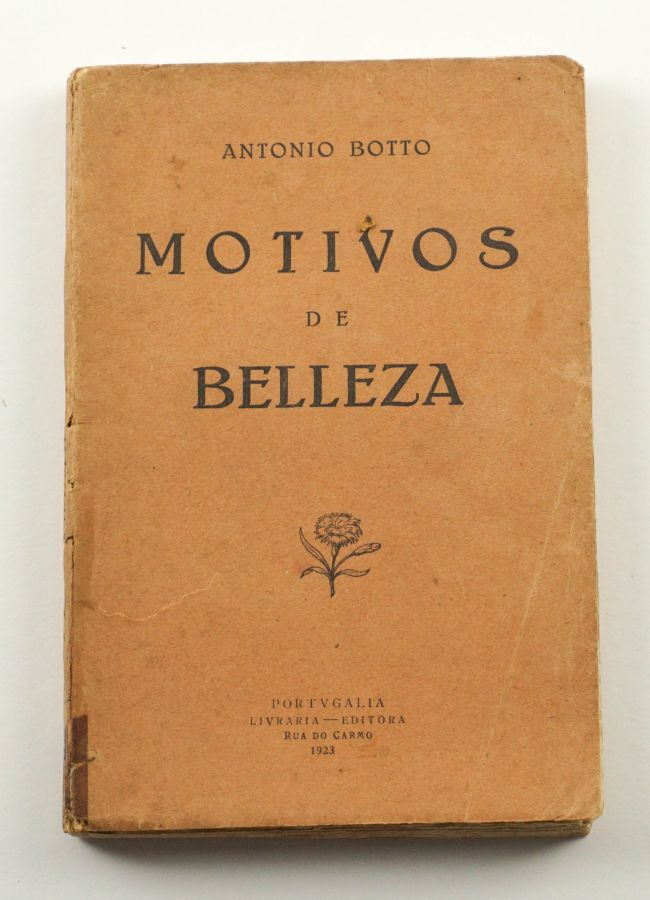 ANTONIO BOTTO
MOTIVOS
DE
BELLEZA
PORTVGALIA
LIVRARIA—EDITORA
RUA DO CARMO
1923